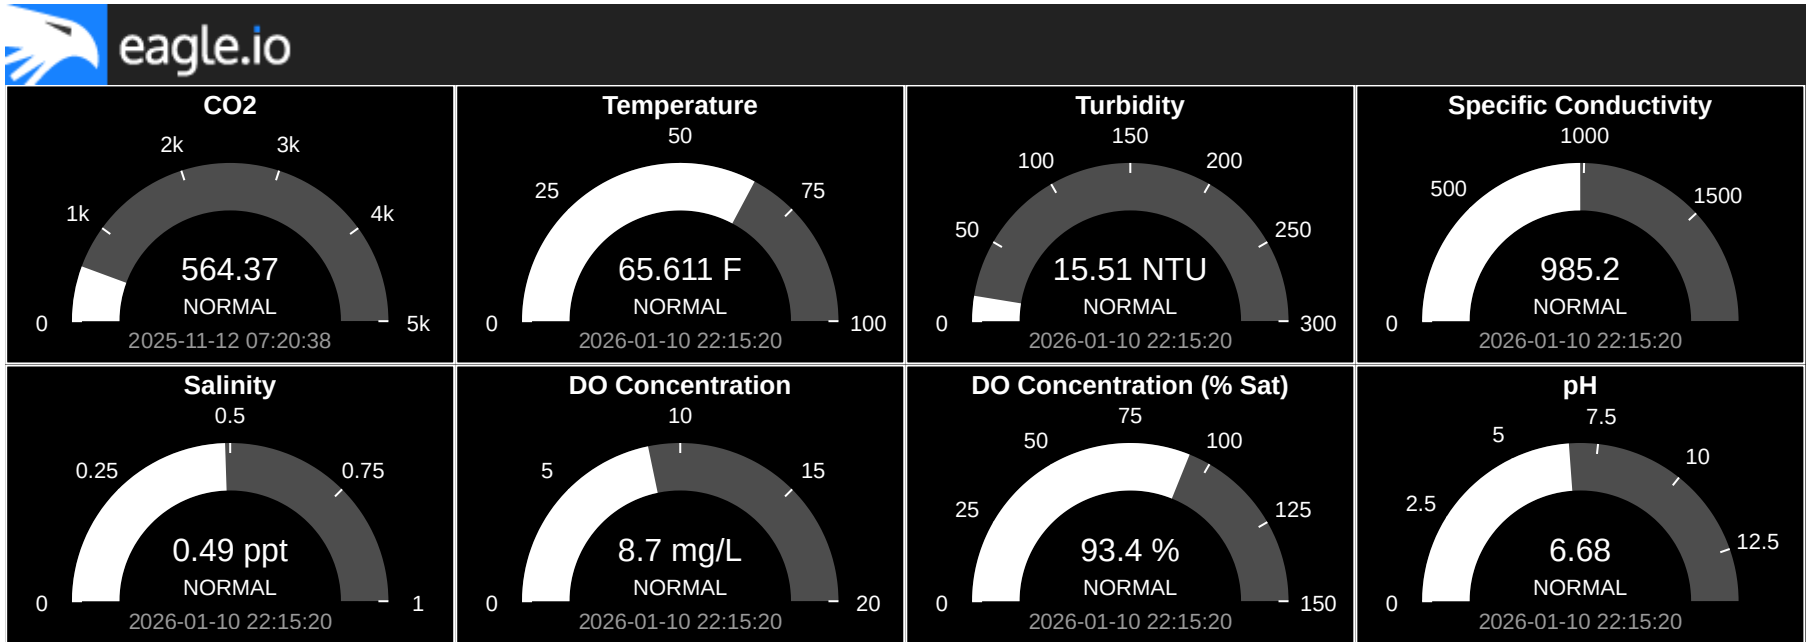 eagle.io
CO2
0
1k
2k
3k
4k
5k
564.37
NORMAL
2025-11-12 07:20:38
Temperature
0
25
50
75
100
65.611 F
NORMAL
2026-01-10 22:15:20
Turbidity
0
50
100
150
200
250
300
15.51 NTU
NORMAL
2026-01-10 22:15:20
Specific Conductivity
0
500
1000
1500
985.2
NORMAL
2026-01-10 22:15:20
Salinity
0
0.25
0.5
0.75
1
0.49 ppt
NORMAL
2026-01-10 22:15:20
DO Concentration
0
5
10
15
20
8.7 mg/L
NORMAL
2026-01-10 22:15:20
DO Concentration (% Sat)
0
25
50
75
100
125
150
93.4 %
NORMAL
2026-01-10 22:15:20
pH
0
2.5
5
7.5
10
12.5
6.68
NORMAL
2026-01-10 22:15:20